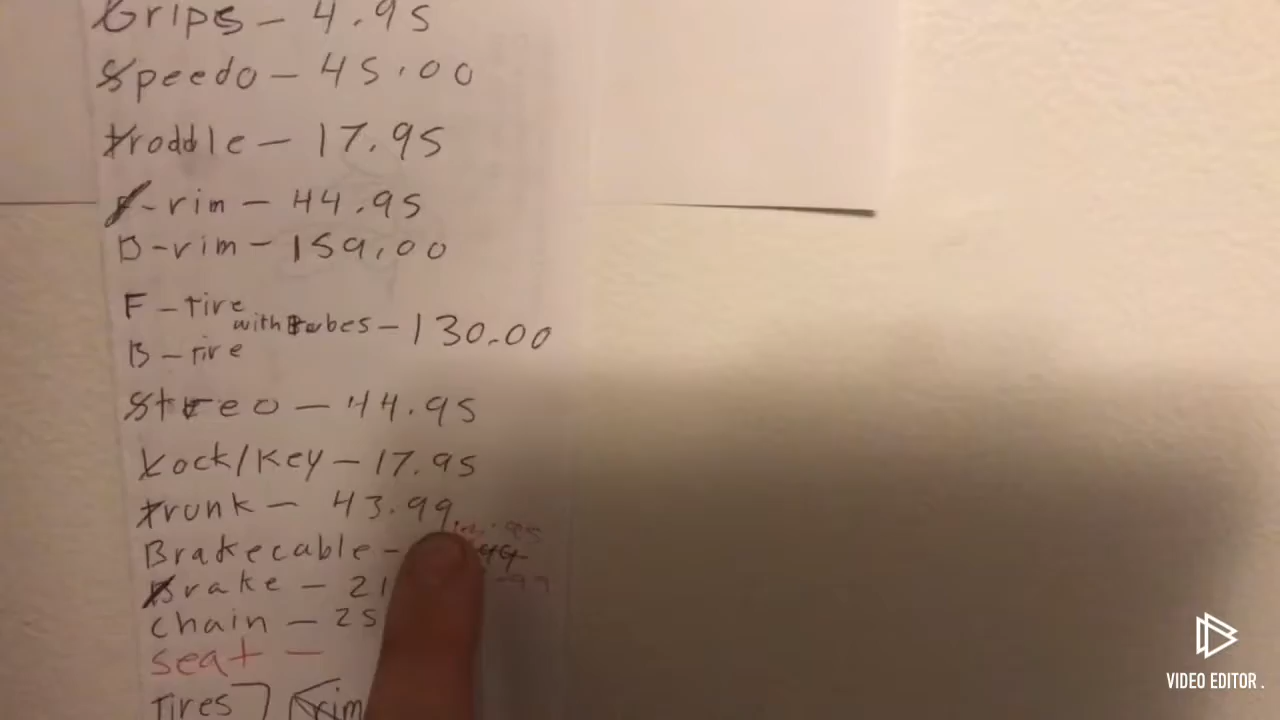 Grips - 4.95
Speedo - 45.00
troddle - 17.95
F-rim - 44.95
B-rim - 159.00
F-tire
with tubes - 130.00
B-tire
Stereo - 44.95
Lock/Key - 17.95
trunk - 43.99
Brakecable -
Brake - 21
chain - 25
seat -
Tires
rim
VIDEO EDITOR.